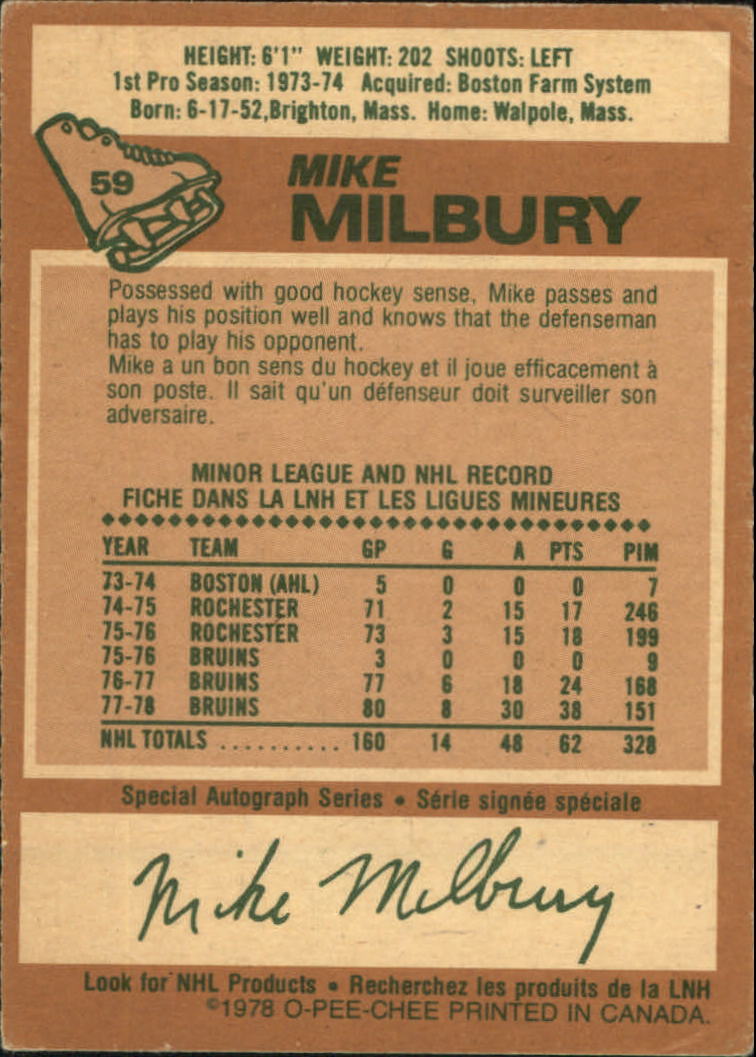 HEIGHT: 6'1" WEIGHT: 202 SHOOTS: LEFT
1st Pro Season: 1973-74 Acquired: Boston Farm System
Born: 6-17-52,Brighton, Mass. Home: Walpole, Mass.
59
MIKE
MILBURY
Possessed with good hockey sense, Mike passes and
plays his position well and knows that the defenseman
has to play his opponent.
Mike a un bon sens du hockey et il joue efficacement à
son poste. Il sait qu'un défenseur doit surveiller son
adversaire.
MINOR LEAGUE AND NHL RECORD
FICHE DANS LA LNH ET LES LIGUES MINEURES
YEAR TEAM GP G A PTS PIM
73-74 BOSTON (AHL) 5 0 0 0 7
74-75 ROCHESTER 71 2 15 17 246
75-76 ROCHESTER 73 3 15 18 199
75-76 BRUINS 3 0 0 0 9
76-77 BRUINS 77 6 18 24 168
77-78 BRUINS 80 8 30 38 151
NHL TOTALS .......... 160 14 48 62 328
Special Autograph Series • Série signée spéciale
Mike Milbury
Look for NHL Products • Recherchez les produits de la LNH
©1978 O-PEE-CHEE PRINTED IN CANADA.